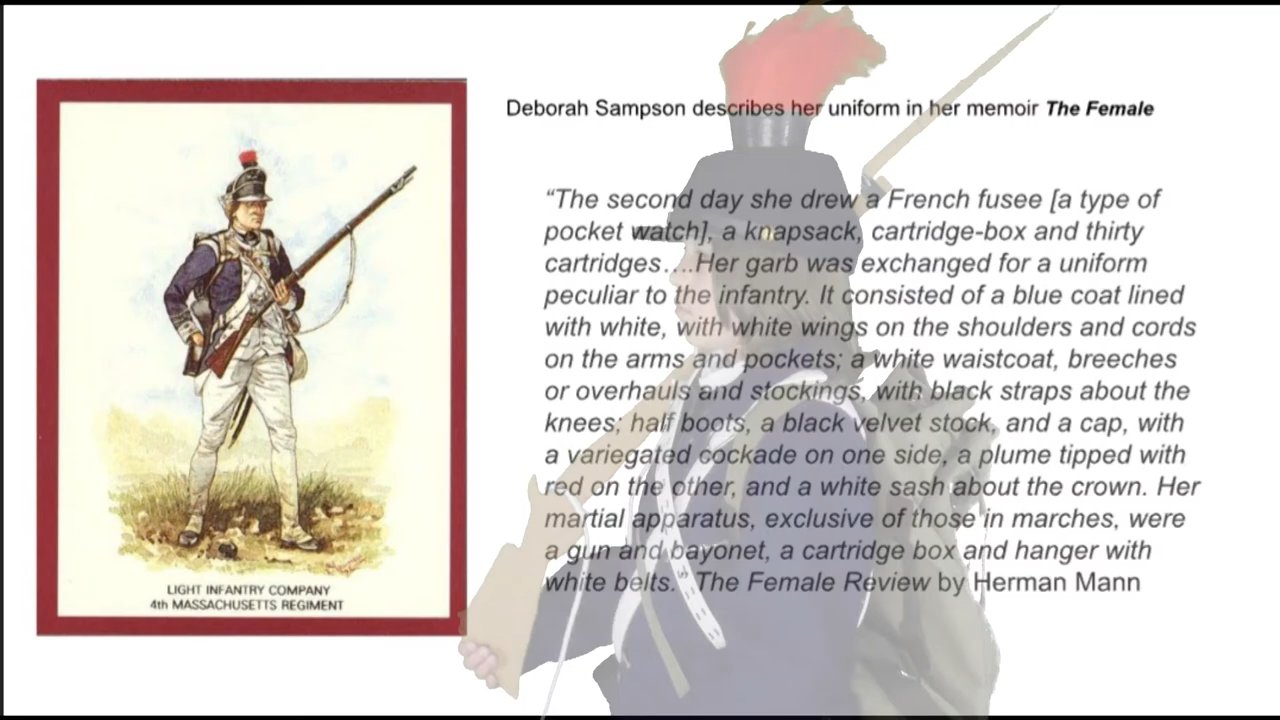 Deborah Sampson describes her uniform in her memoir The Female
“The second day she drew a French fusee [a type of
pocket watch], a knapsack, cartridge-box and thirty
cartridges….Her garb was exchanged for a uniform
peculiar to the infantry. It consisted of a blue coat lined
with white, with white wings on the shoulders and cords
on the arms and pockets; a white waistcoat, breeches
or overhauls and stockings, with black straps about the
knees; half boots, a black velvet stock, and a cap, with
a variegated cockade on one side, a plume tipped with
red on the other, and a white sash about the crown. Her
martial apparatus, exclusive of those in marches, were
a gun and bayonet, a cartridge box and hanger with
white belts. The Female Review by Herman Mann
LIGHT INFANTRY COMPANY
4th MASSACHUSETTS REGIMENT